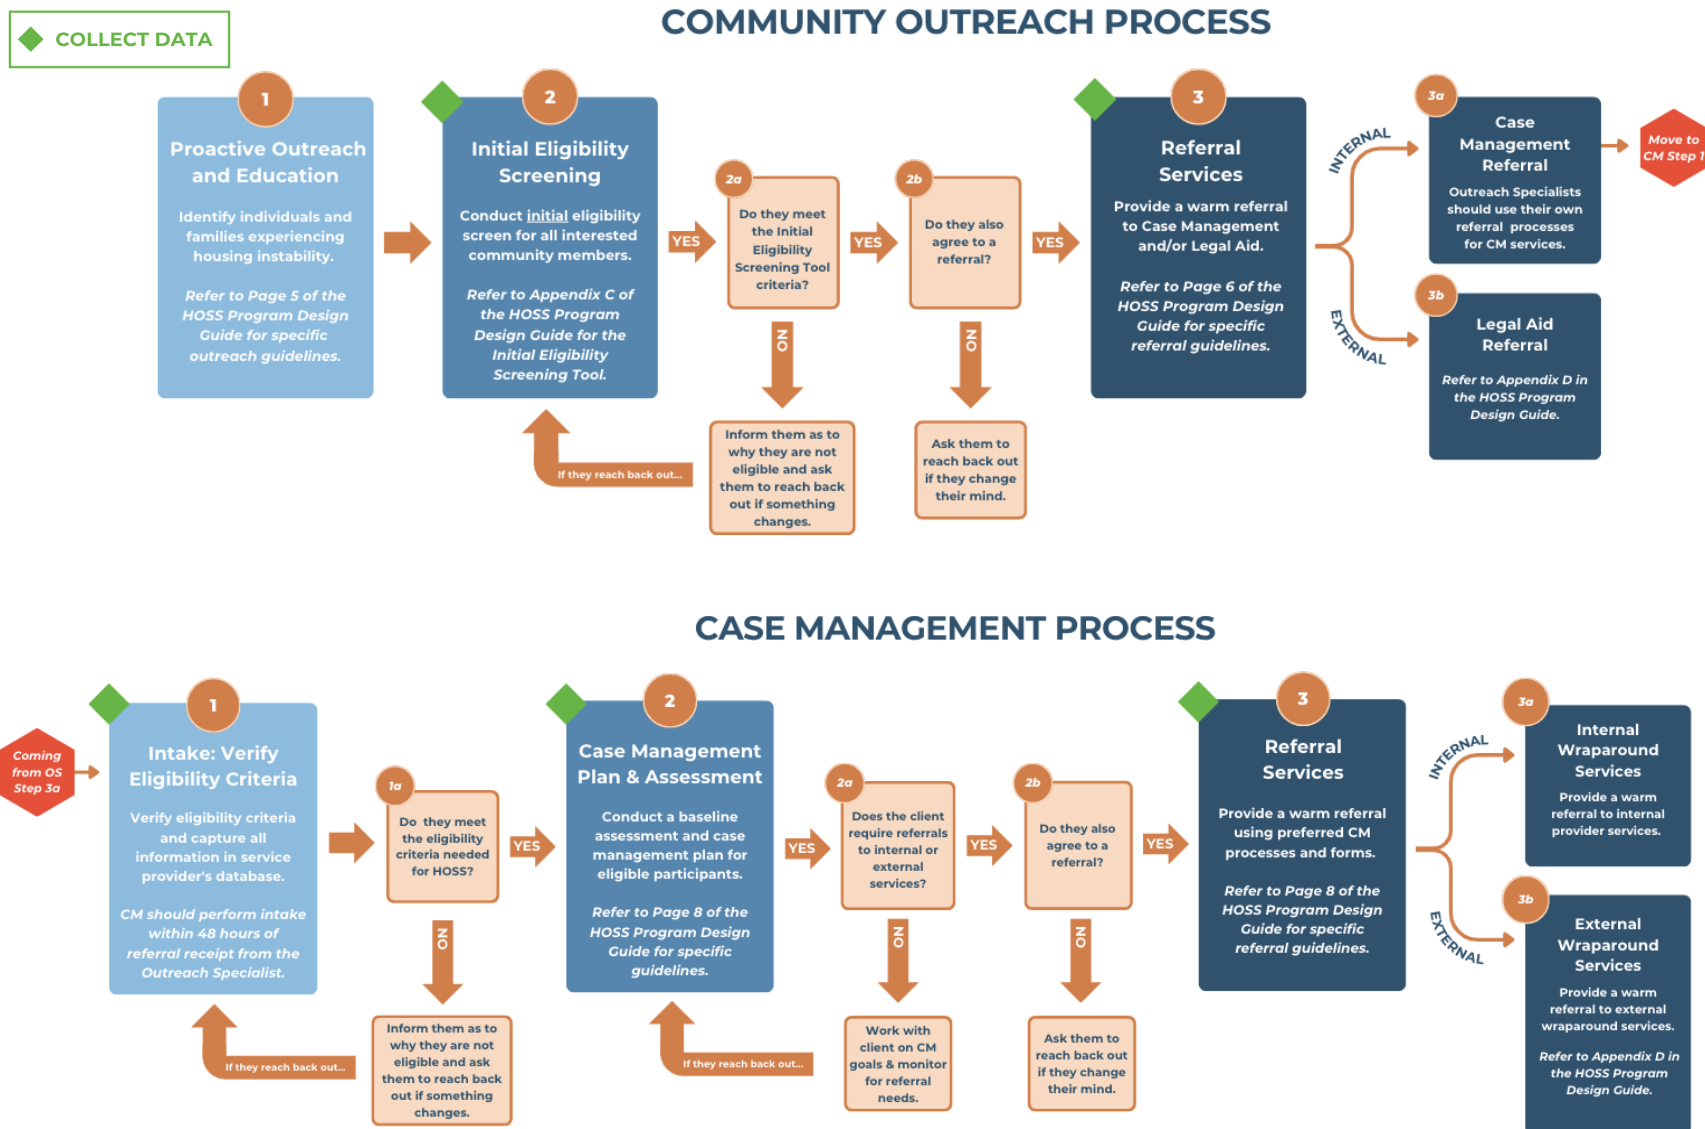 COMMUNITY OUTREACH PROCESS
COLLECT DATA
1
Proactive Outreach
and Education
Identify individuals and
families experiencing
housing instability.
Refer to Page 5 of the
HOSS Program Design
Guide for specific
outreach guidelines.
2
Initial Eligibility
Screening
Conduct initial eligibility
screen for all interested
community members.
Refer to Appendix C of
the HOSS Program
Design Guide for the
Initial Eligibility
Screening Tool.
YES
2a
Do they meet
the Initial
Eligibility
Screening Tool
criteria?
NO
Inform them as to
why they are not
eligible and ask
them to reach back
out if something
changes.
If they reach back out...
YES
2b
Do they also
agree to a
referral?
NO
Ask them to
reach back out
if they change
their mind.
YES
3
Referral
Services
Provide a warm referral
to Case Management
and/or Legal Aid.
Refer to Page 6 of the
HOSS Program Design
Guide for specific
referral guidelines.
INTERNAL
3a
Case
Management
Referral
Outreach Specialists
should use their own
referral processes
for CM services.
Move to
CM Step 1
EXTERNAL
3b
Legal Aid
Referral
Refer to Appendix D in
the HOSS Program
Design Guide.
CASE MANAGEMENT PROCESS
Coming
from OS
Step 3a
1
Intake: Verify
Eligibility Criteria
Verify eligibility criteria
and capture all
information in service
provider's database.
CM should perform intake
within 48 hours of
referral receipt from the
Outreach Specialist.
1a
Do they meet
the eligibility
criteria needed
for HOSS?
NO
Inform them as to
why they are not
eligible and ask
them to reach back
out if something
changes.
If they reach back out...
YES
2
Case Management
Plan & Assessment
Conduct a baseline
assessment and case
management plan for
eligible participants.
Refer to Page 8 of the
HOSS Program Design
Guide for specific
guidelines.
YES
2a
Does the client
require referrals
to internal or
external
services?
NO
Work with
client on CM
goals & monitor
for referral
needs.
If they reach back out...
YES
2b
Do they also
agree to a
referral?
NO
Ask them to
reach back out
if they change
their mind.
YES
3
Referral
Services
Provide a warm referral
using preferred CM
processes and forms.
Refer to Page 8 of the
HOSS Program Design
Guide for specific
referral guidelines.
INTERNAL
3a
Internal
Wraparound
Services
Provide a warm
referral to internal
provider services.
EXTERNAL
3b
External
Wraparound
Services
Provide a warm
referral to external
wraparound services.
Refer to Appendix D in
the HOSS Program
Design Guide.